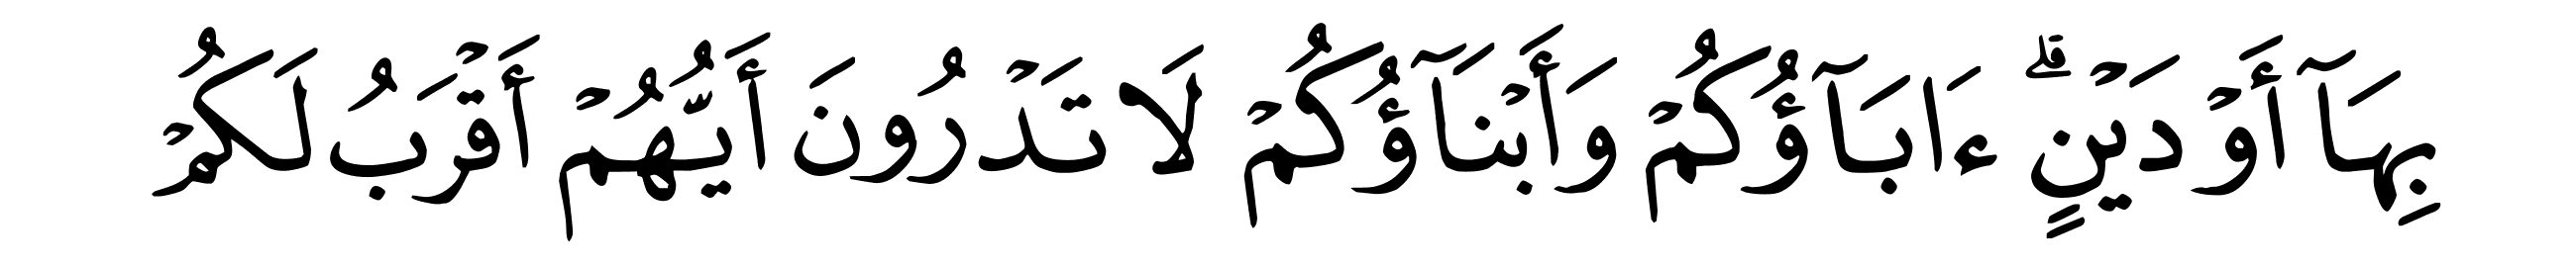 بِهَآ أَوۡ دَيۡنٍۗ ءَابَآؤُكُمۡ وَأَبۡنَآؤُكُمۡ لَا تَدۡرُونَ أَيُّهُمۡ أَقۡرَبُ لَكُمۡ